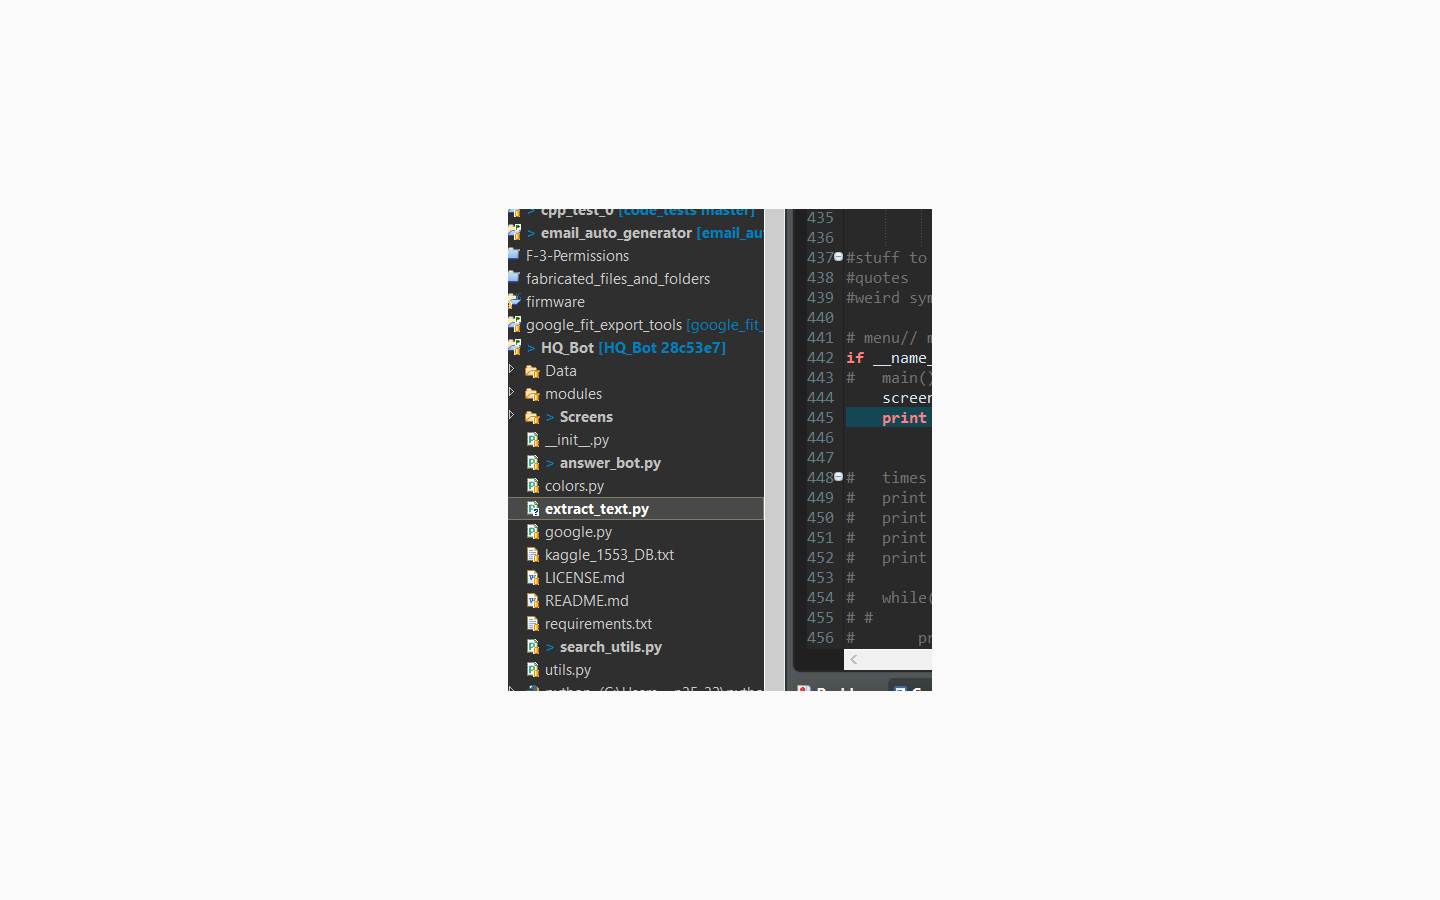 > cpp_test_0 [code_tests master]
> email_auto_generator [email_au
F-3-Permissions
fabricated_files_and_folders
firmware
google_fit_export_tools [google_fit_
> HQ_Bot [HQ_Bot 28c53e7]
Data
modules
> Screens
__init__.py
> answer_bot.py
colors.py
extract_text.py
google.py
kaggle_1553_DB.txt
LICENSE.md
README.md
requirements.txt
> search_utils.py
utils.py
435
436
437 #stuff to
438 #quotes
439 #weird sym
440
441 # menu// m
442 if __name_
443 # main()
444 screen
445 print
446
447
448 # times
449 # print
450 # print
451 # print
452 # print
453 #
454 # while(
455 # #
456 # pr